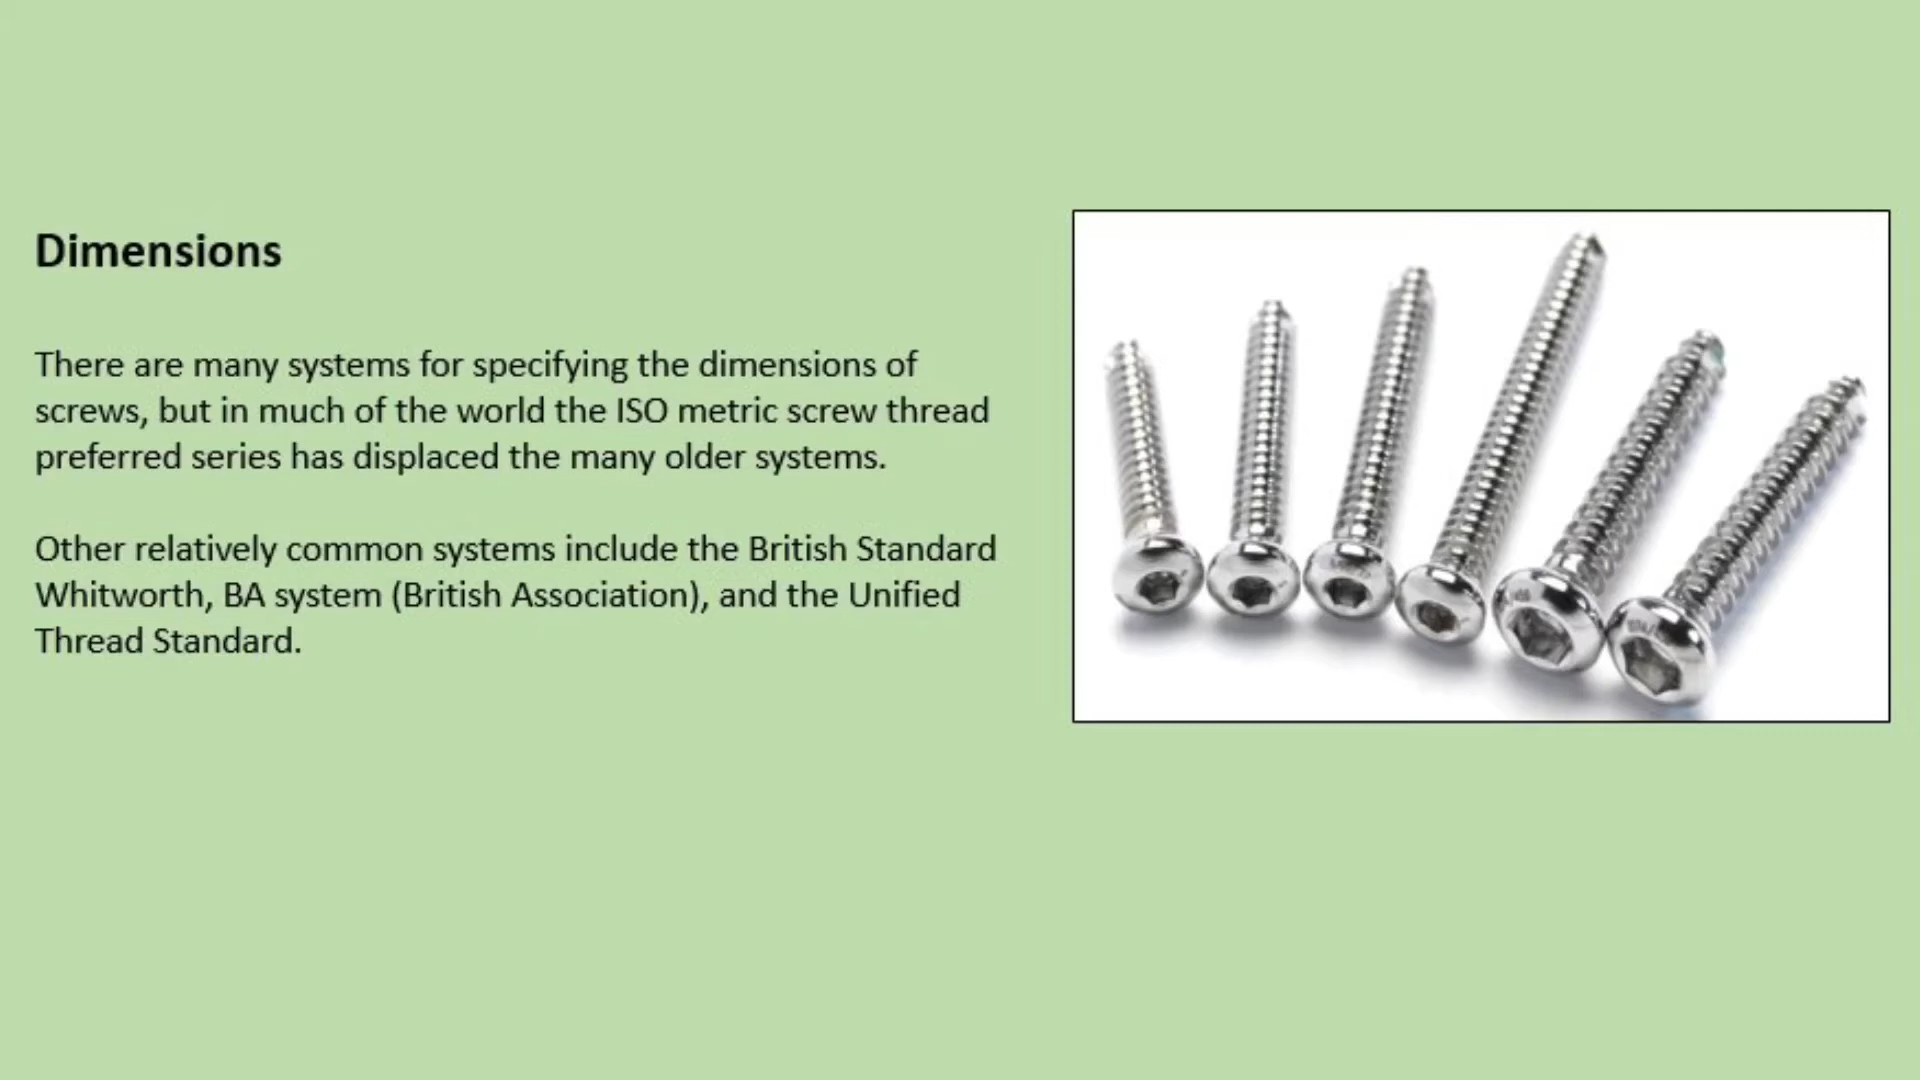 Dimensions
There are many systems for specifying the dimensions of
screws, but in much of the world the ISO metric screw thread
preferred series has displaced the many older systems.
Other relatively common systems include the British Standard
Whitworth, BA system (British Association), and the Unified
Thread Standard.